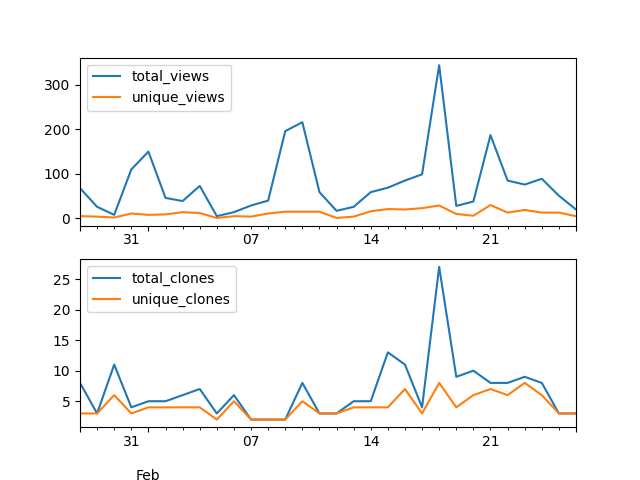 total_views
unique_views
300
200
100
0
31 07 14 21
total_clones
unique_clones
25
20
15
10
5
31 07 14 21
Feb